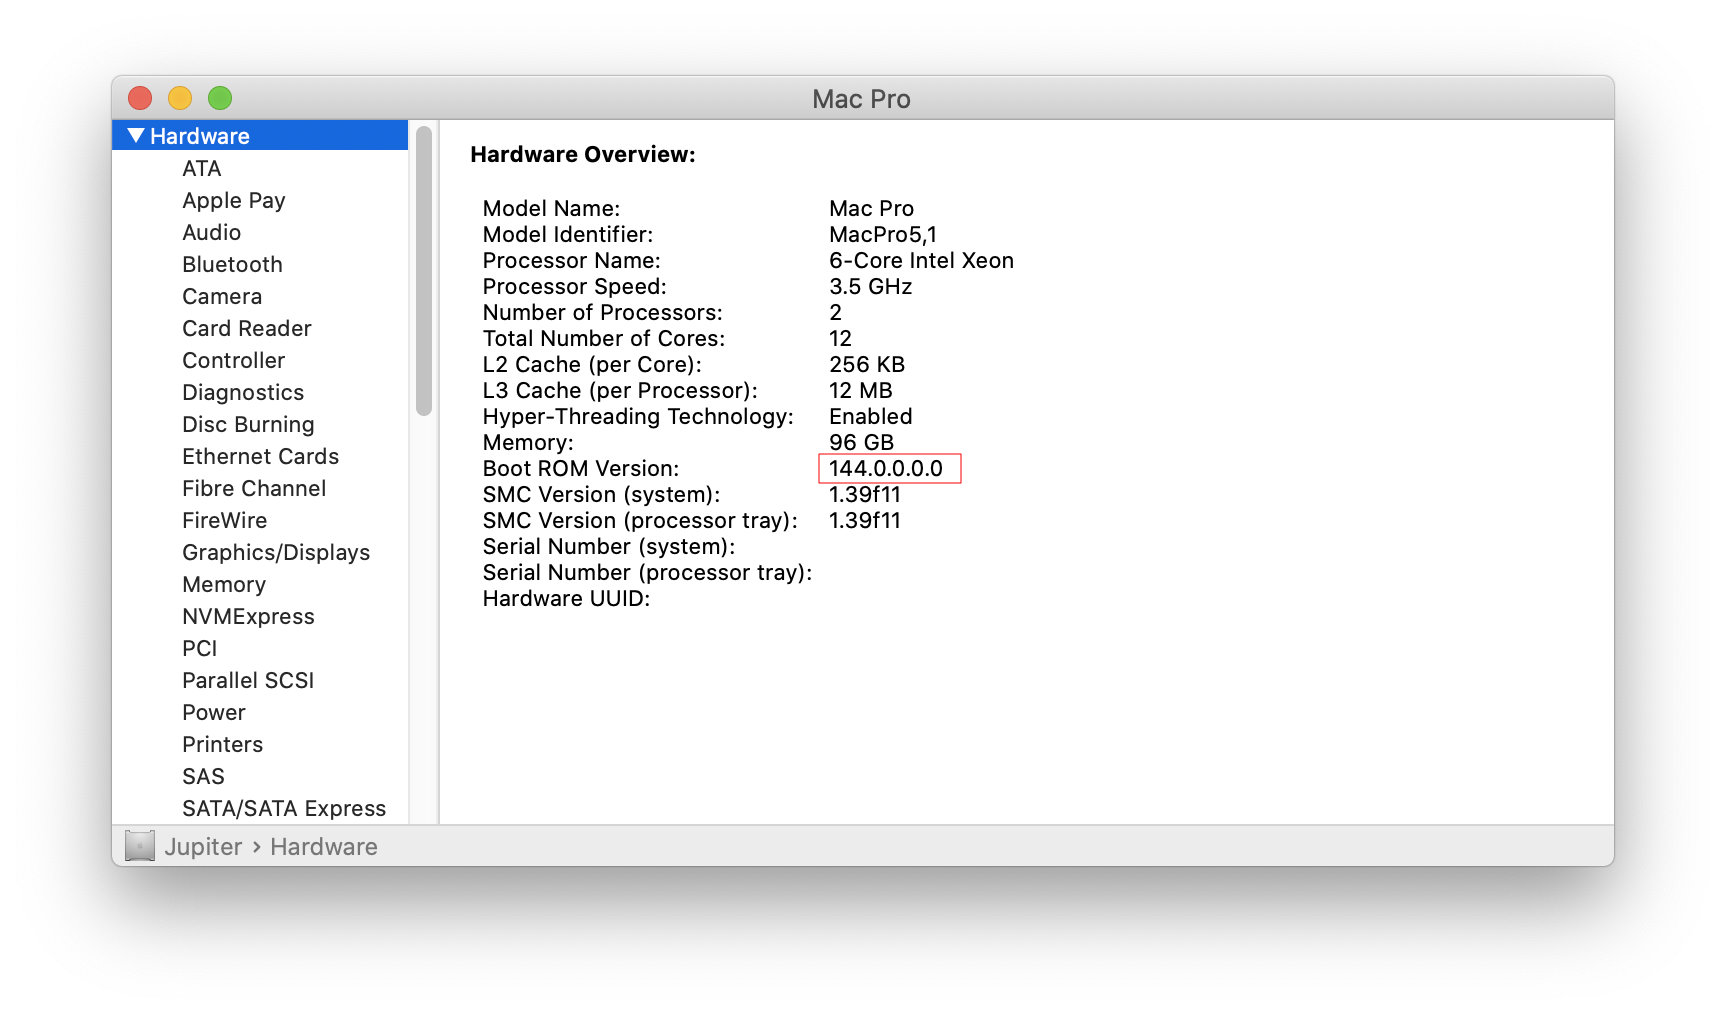 Mac Pro
Hardware
ATA
Apple Pay
Audio
Bluetooth
Camera
Card Reader
Controller
Diagnostics
Disc Burning
Ethernet Cards
Fibre Channel
FireWire
Graphics/Displays
Memory
NVMExpress
PCI
Parallel SCSI
Power
Printers
SAS
SATA/SATA Express
Hardware Overview:
Model Name: Mac Pro
Model Identifier: MacPro5,1
Processor Name: 6-Core Intel Xeon
Processor Speed: 3.5 GHz
Number of Processors: 2
Total Number of Cores: 12
L2 Cache (per Core): 256 KB
L3 Cache (per Processor): 12 MB
Hyper-Threading Technology: Enabled
Memory: 96 GB
Boot ROM Version: 144.0.0.0.0
SMC Version (system): 1.39f11
SMC Version (processor tray): 1.39f11
Serial Number (system):
Serial Number (processor tray):
Hardware UUID:
Jupiter › Hardware